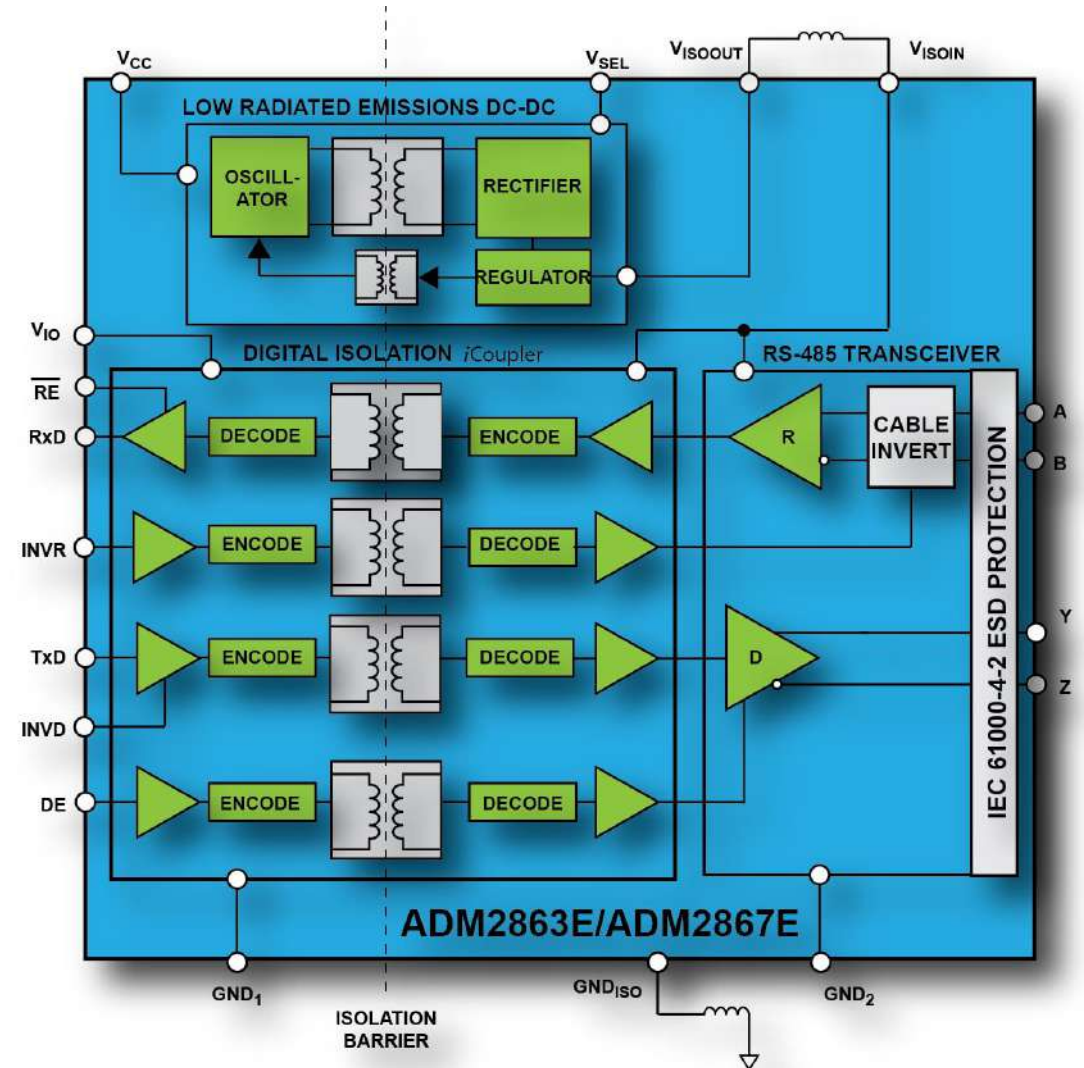 VCC
VSEL
VISOOUT
VISOIN
LOW RADIATED EMISSIONS DC-DC
OSCILL-
ATOR
RECTIFIER
REGULATOR
VIO
DIGITAL ISOLATION iCoupler
RS-485 TRANSCEIVER
RE
RxD
DECODE
ENCODE
R
CABLE
INVERT
A
B
INVR
ENCODE
DECODE
IEC 61000-4-2 ESD PROTECTION
TxD
ENCODE
DECODE
D
Y
Z
INVD
DE
ENCODE
DECODE
ADM2863E/ADM2867E
GND1
GNDISO
GND2
ISOLATION
BARRIER